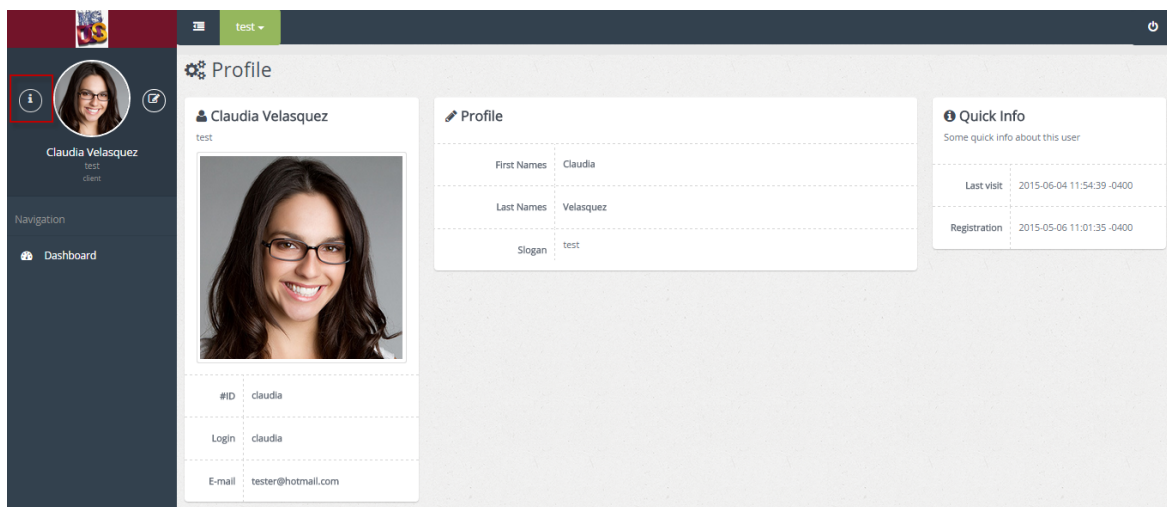 test
Profile
Claudia Velasquez
test
client
Navigation
Dashboard
Claudia Velasquez
test
#ID claudia
Login claudia
E-mail tester@hotmail.com
Profile
First Names Claudia
Last Names Velasquez
Slogan test
Quick Info
Some quick info about this user
Last visit 2015-06-04 11:54:39 -0400
Registration 2015-05-06 11:01:35 -0400